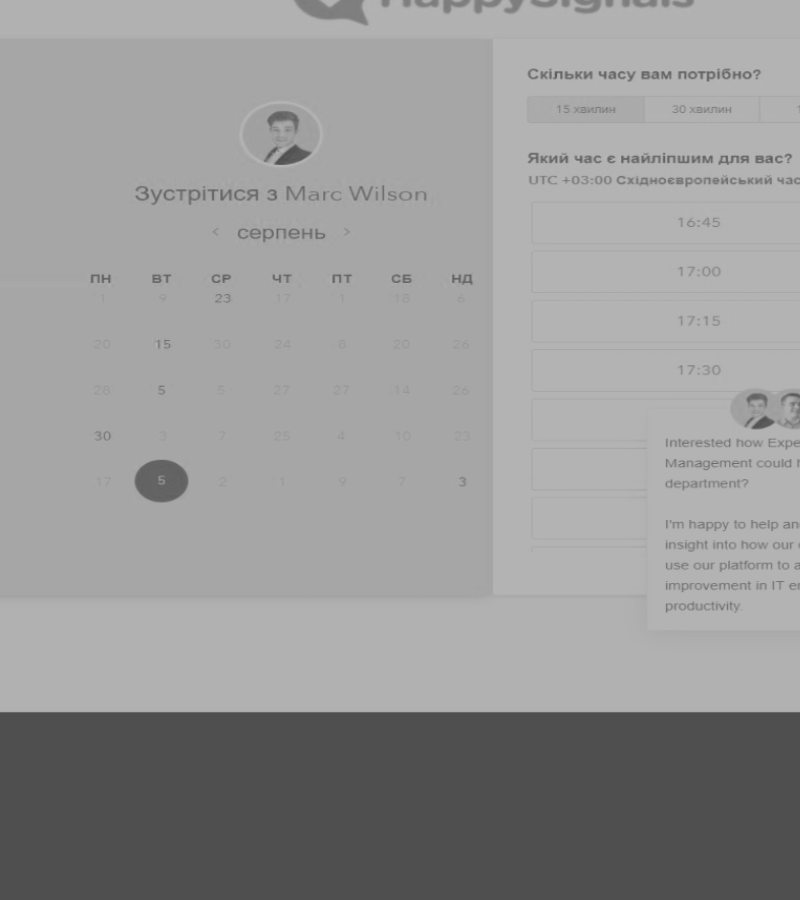 HappySignals
Зустрітися з Marc Wilson
< серпень >
ПН ВТ СР ЧТ ПТ СБ НД
1 9 23 17 1 18 6
20 15 30 24 8 20 26
28 5 5 27 27 14 26
30 3 7 25 4 10 23
17 5 2 1 9 7 3
Скільки часу вам потрібно?
15 хвилин 30 хвилин 1
Який час є найліпшим для вас?
UTC +03:00 Східноєвропейський час
16:45
17:00
17:15
17:30
Interested how Expe
Management could
department?
I'm happy to help an
insight into how our
use our platform to a
improvement in IT e
productivity.